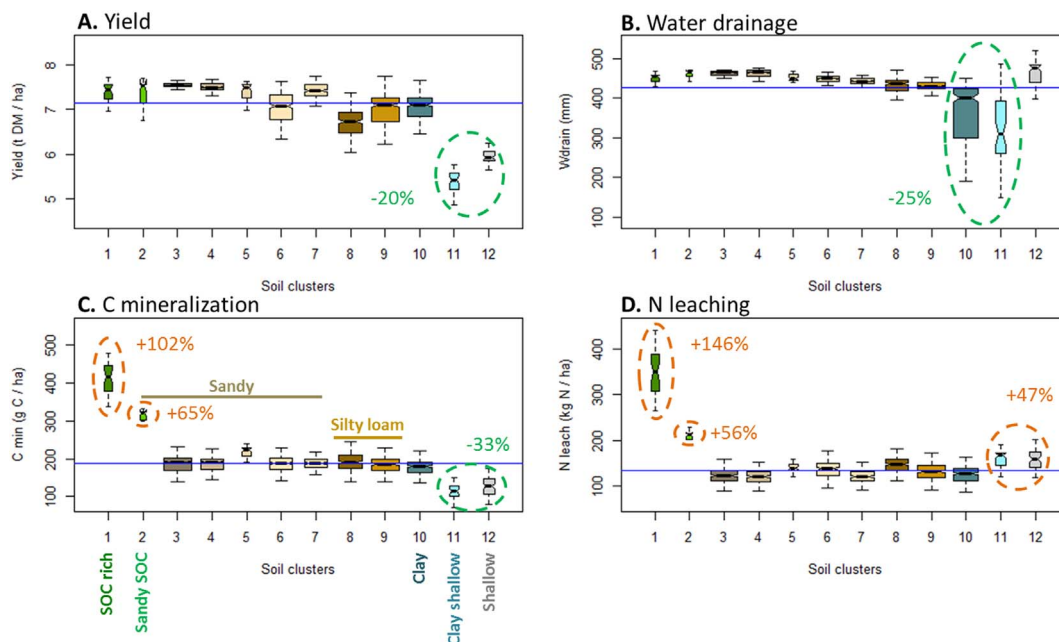 A. Yield
Yield (t DM / ha)
8
7
6
5
-20%
1 2 3 4 5 6 7 8 9 10 11 12
Soil clusters
B. Water drainage
Wdrain (mm)
500
400
300
200
100
-25%
1 2 3 4 5 6 7 8 9 10 11 12
Soil clusters
C. C mineralization
C min (g C / ha)
500
400
300
200
100
+102%
Sandy
+65%
Silty loam
-33%
1 2 3 4 5 6 7 8 9 10 11 12
Soil clusters
SOC rich
Sandy SOC
Clay
Clay shallow
Shallow
D. N leaching
N leach (kg N / ha)
400
300
200
100
+146%
+56%
+47%
1 2 3 4 5 6 7 8 9 10 11 12
Soil clusters